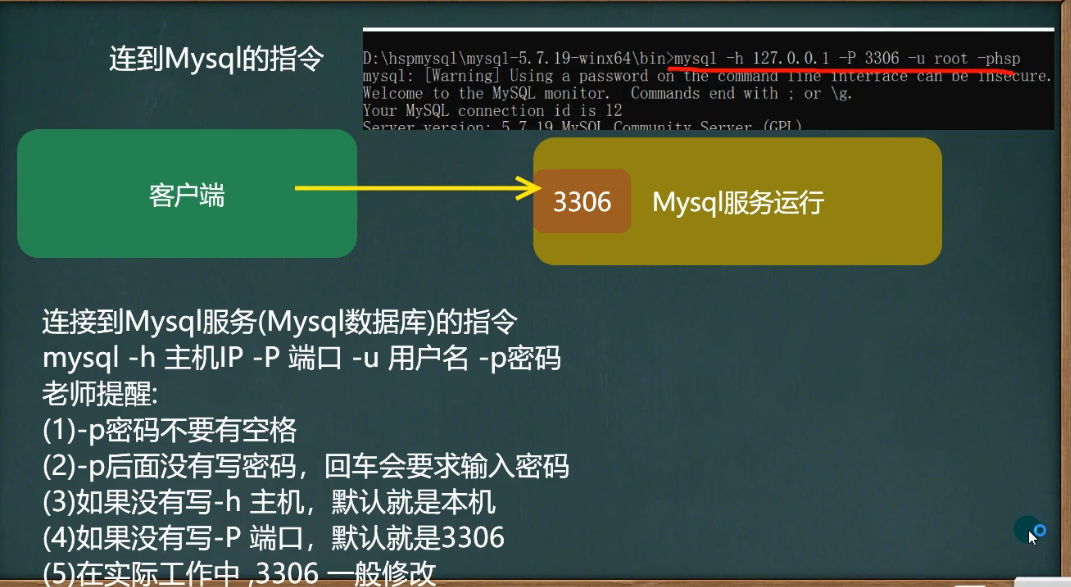 连到Mysql的指令
D:\hspmysql\mysql-5.7.19-winx64\bin>mysql -h 127.0.0.1 -P 3306 -u root -phsp
mysql: [Warning] Using a password on the command line interface can be insecure.
Welcome to the MySQL monitor.  Commands end with ; or \g.
Your MySQL connection id is 12
Server version: 5.7.19 MySQL Community Server (GPL)
客户端
3306
Mysql服务运行
连接到Mysql服务(Mysql数据库)的指令
mysql -h 主机IP -P 端口 -u 用户名 -p密码
老师提醒:
(1)-p密码不要有空格
(2)-p后面没有写密码，回车会要求输入密码
(3)如果没有写-h 主机，默认就是本机
(4)如果没有写-P 端口，默认就是3306
(5)在实际工作中 ,3306 一般修改